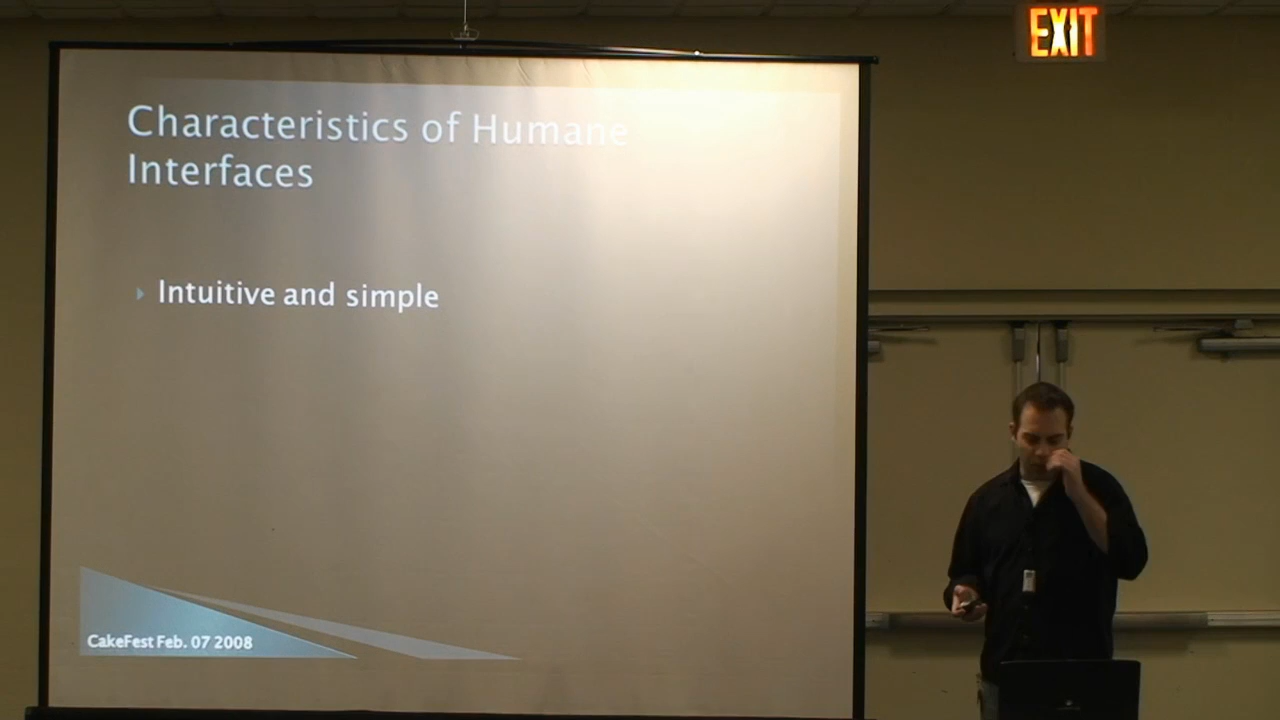 EXIT
Characteristics of Humane
Interfaces
Intuitive and simple
CakeFest Feb. 07 2008